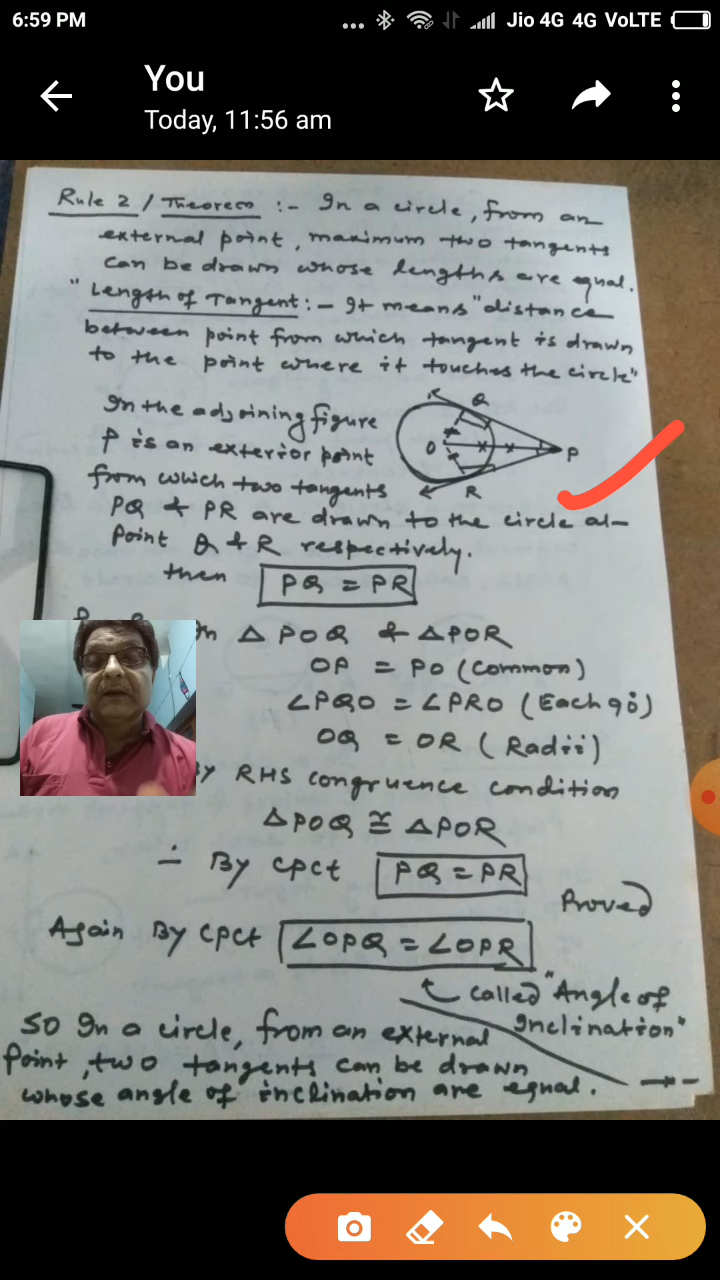 6:59 PM ... Jio 4G 4G VoLTE
You
Today, 11:56 am
Rule 2 / Theorem :- In a circle, from an
external point, maximum two tangents
can be drawn whose lengths are equal.
"Length of Tangent :- It means "distance
between point from which tangent is drawn
to the point where it touches the circle"
In the adjoining figure
P is an exterior point
from which two tangents
PQ & PR are drawn to the circle at
Point Q & R respectively.
then PQ = PR
Q
O
P
R
In △ POQ & △POR
OP = PO (Common)
∠PQO = ∠PRO (Each 90°)
OQ = OR (Radii)
By RHS congruence condition
△POQ ≅ △POR
∴ By cpct PQ = PR
Proved
Again By cpct ∠OPQ = ∠OPR
called "Angle of
Inclination"
So In a circle, from an external
Point, two tangents can be drawn
whose angle of inclination are equal.